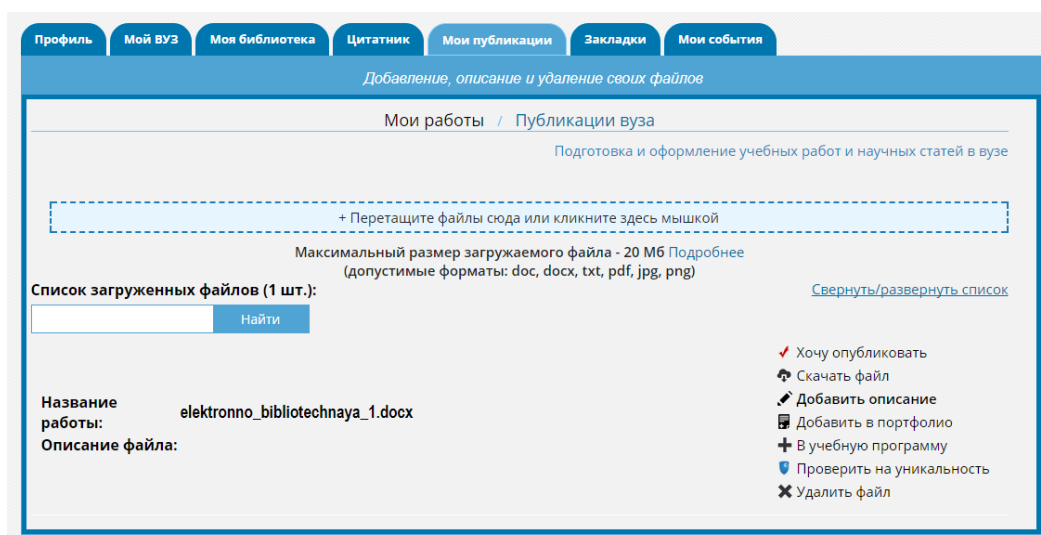 Профиль Мой ВУЗ Моя библиотека Цитатник Мои публикации Закладки Мои события
Добавление, описание и удаление своих файлов
Мои работы / Публикации вуза
Подготовка и оформление учебных работ и научных статей в вузе
+ Перетащите файлы сюда или кликните здесь мышкой
Максимальный размер загружаемого файла - 20 Мб Подробнее
(допустимые форматы: doc, docx, txt, pdf, jpg, png)
Список загруженных файлов (1 шт.):
Свернуть/развернуть список
Найти
Название
работы:
elektronno_bibliotechnaya_1.docx
Описание файла:
Хочу опубликовать
Скачать файл
Добавить описание
Добавить в портфолио
В учебную программу
Проверить на уникальность
Удалить файл